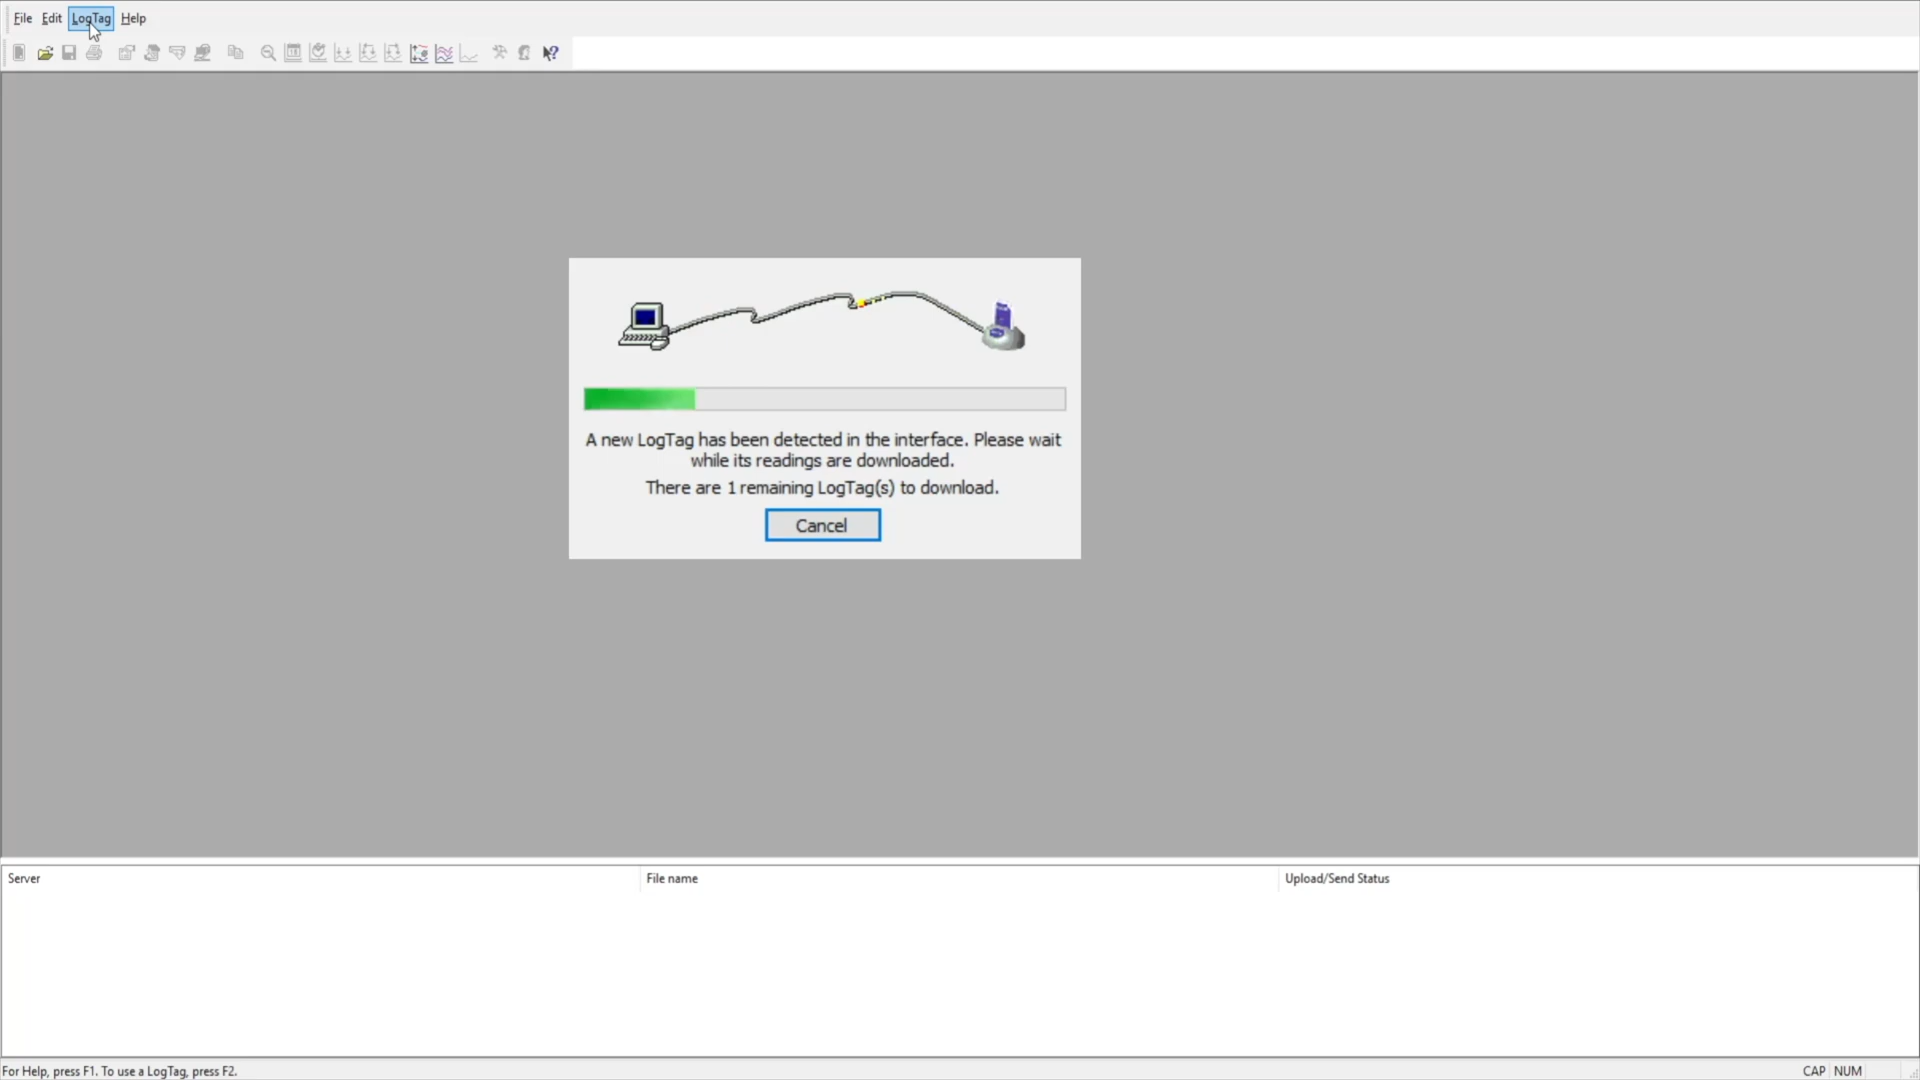 File Edit LogTag Help
A new LogTag has been detected in the interface. Please wait
while its readings are downloaded.
There are 1 remaining LogTag(s) to download.
Cancel
Server File name Upload/Send Status
For Help, press F1. To use a LogTag, press F2. CAP NUM